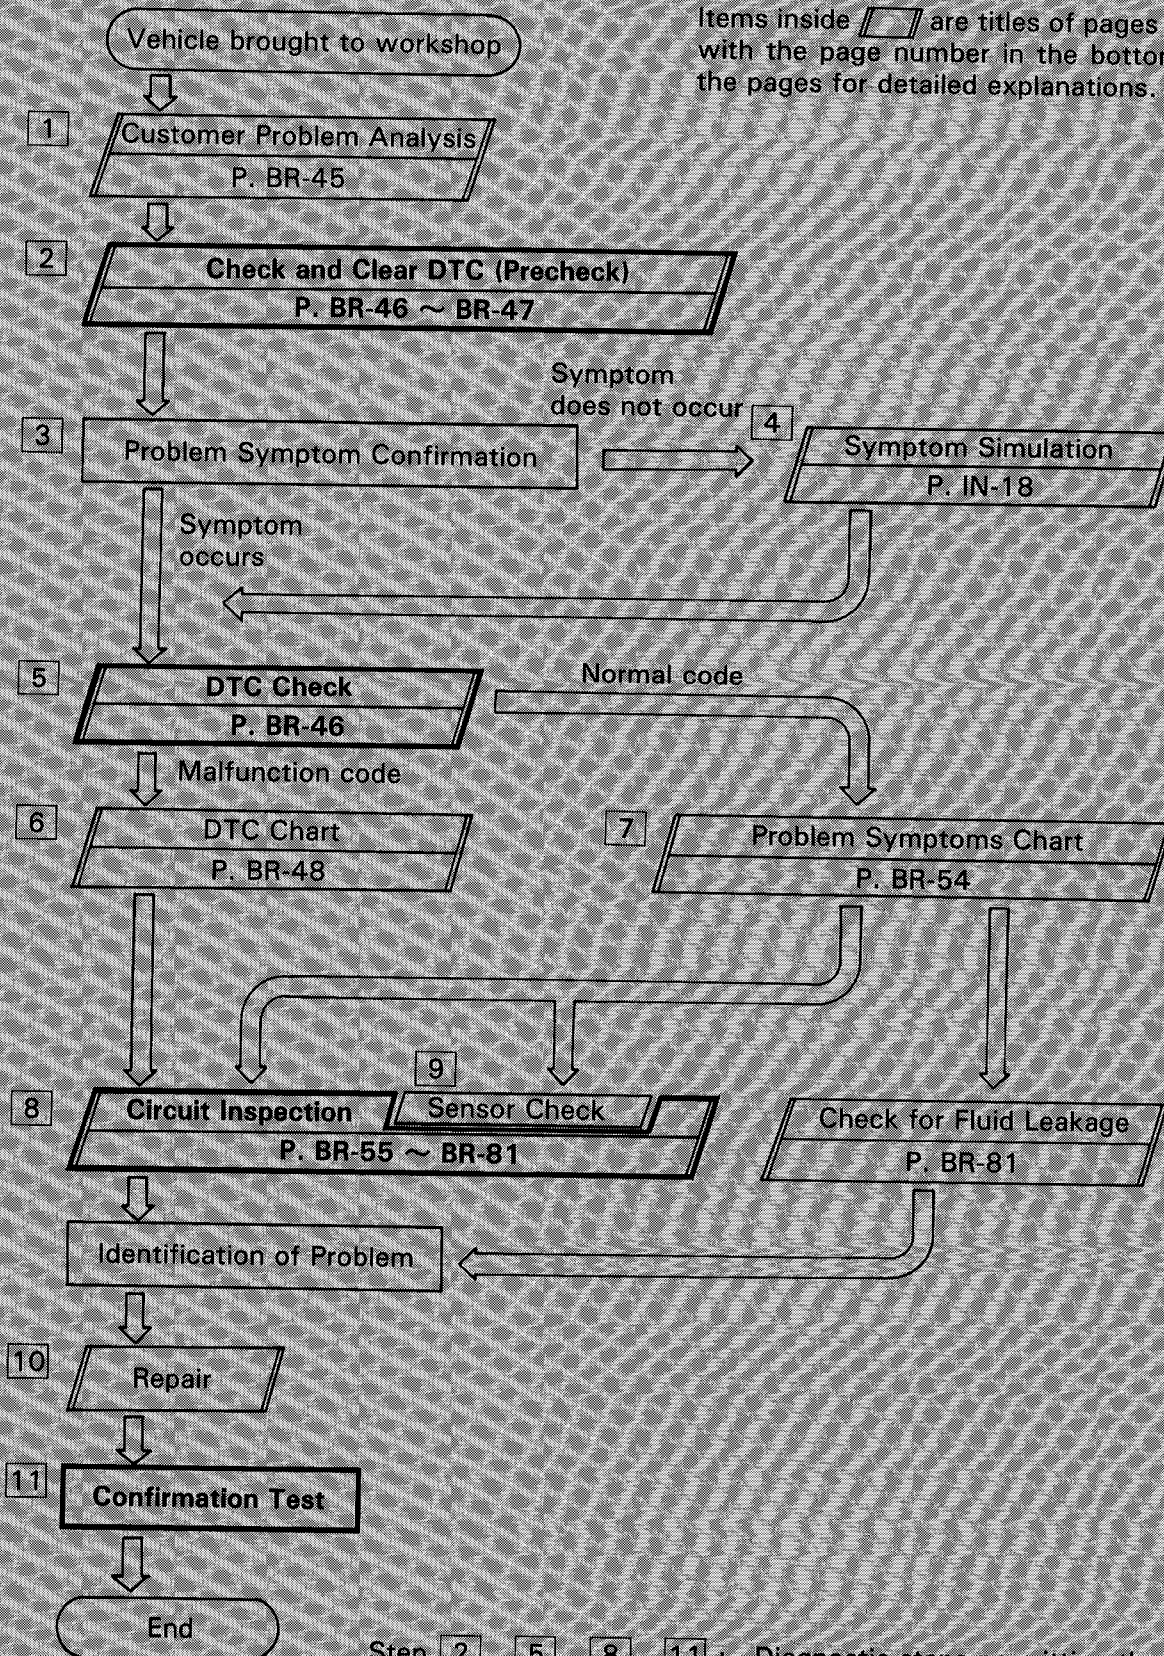 Vehicle brought to workshop
Items inside are titles of pages
with the page number in the
the pages for detailed explanations.
1
Customer Problem Analysis
P. BR-45
2
Check and Clear DTC (Precheck)
P. BR-46 ～ BR-47
Symptom
does not occur
3
Problem Symptom Confirmation
4
Symptom Simulation
P. IN-18
Symptom
occurs
5
DTC Check
P. BR-46
Normal code
Malfunction code
6
DTC Chart
P. BR-48
7
Problem Symptoms Chart
P. BR-54
9
8
Circuit Inspection
Sensor Check
P. BR-55 ～ BR-81
Check for Fluid Leakage
P. BR-81
Identification of Problem
10
Repair
11
Confirmation Test
End
Step 2 5 8 11 : Diagnostic steps